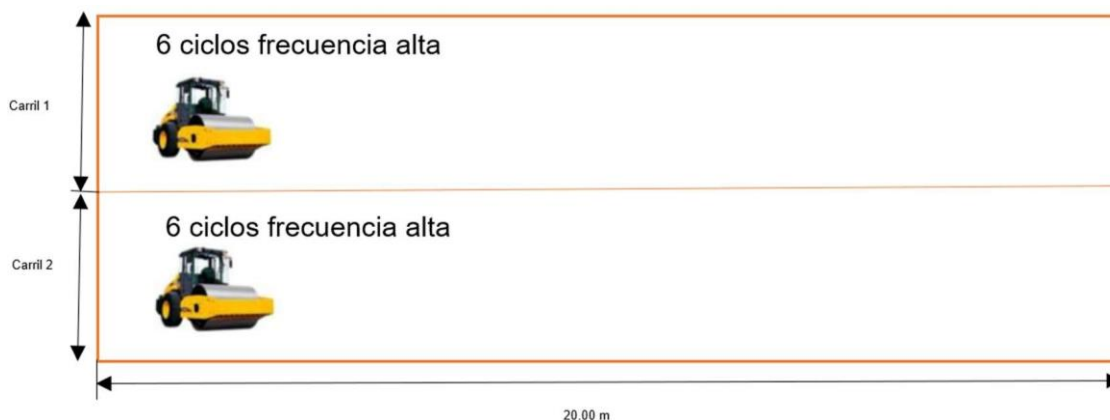 6 ciclos frecuencia alta
Carril 1
6 ciclos frecuencia alta
Carril 2
20.00 m